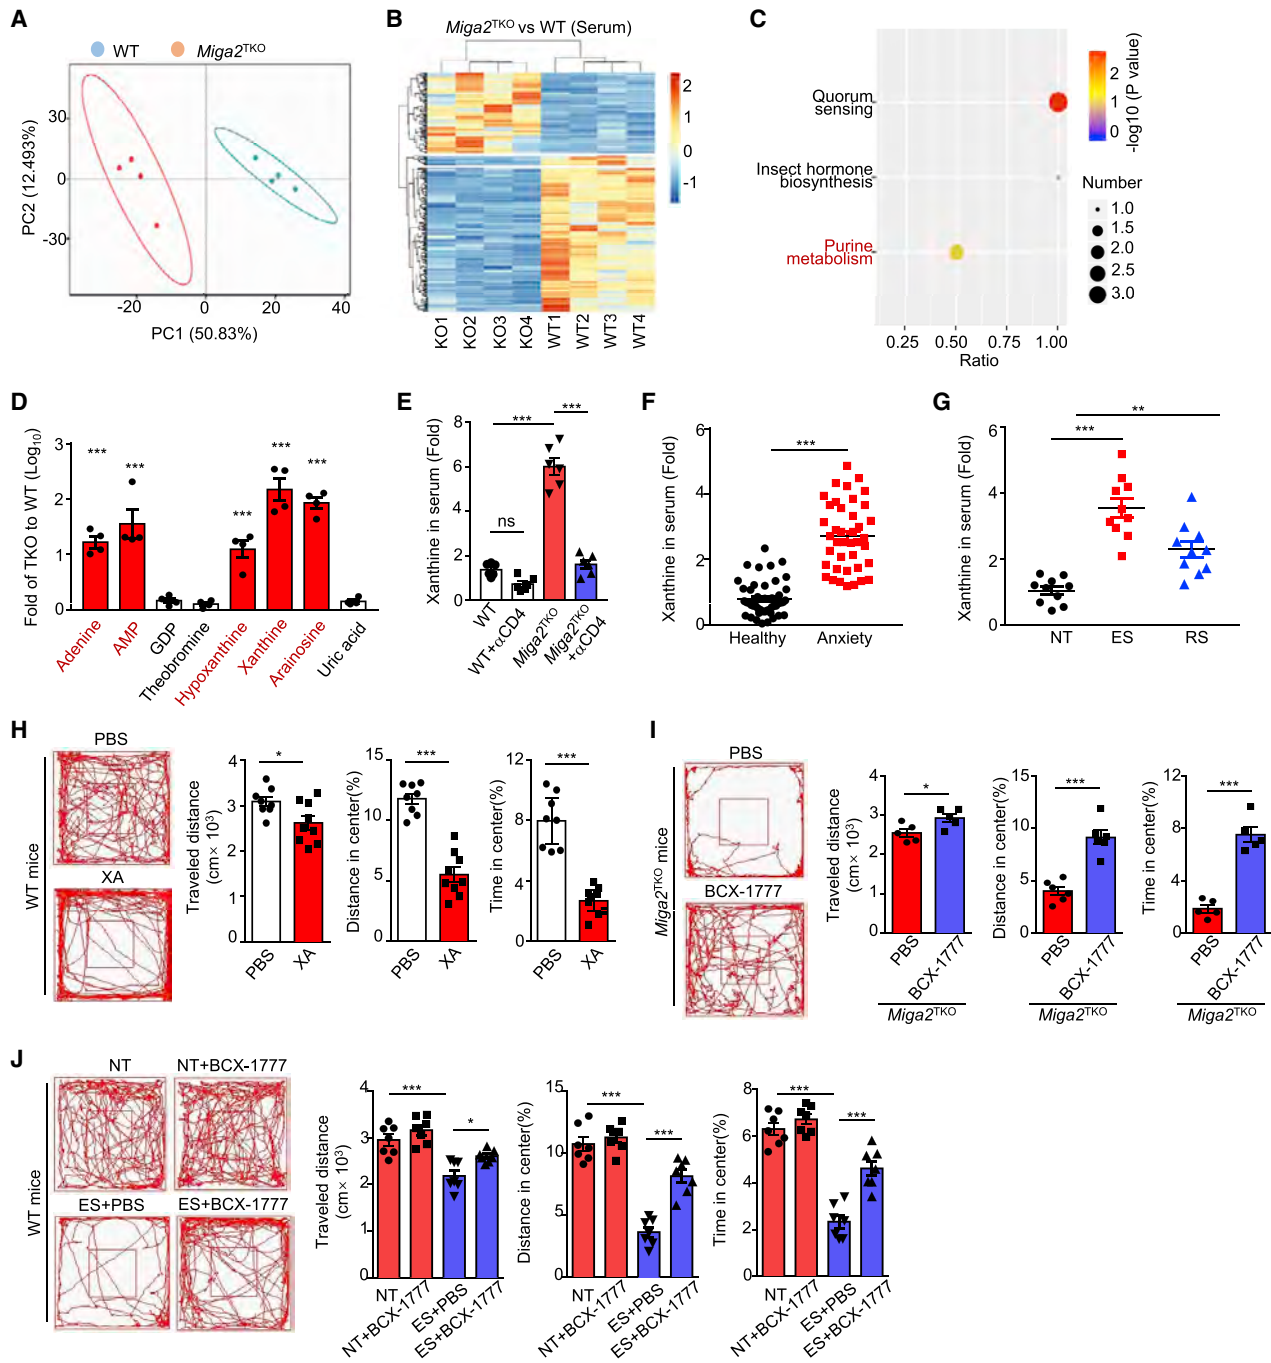 A
WT
Miga2TKO
PC2 (12.493%)
30
0
-30
-20
0
20
40
PC1 (50.83%)
B
Miga2TKO vs WT (Serum)
2
1
0
-1
KO1
KO2
KO3
KO4
WT1
WT2
WT3
WT4
C
Quorum
sensing
Insect hormone
biosynthesis
Purine
metabolism
0.25
0.50
0.75
1.00
Ratio
2
1
0
-log10 (P value)
Number
1.0
1.5
2.0
2.5
3.0
D
Fold of TKO to WT (Log10)
3
2
1
0
***
***
***
***
***
Adenine
AMP
GDP
Theobromine
Hypoxanthine
Xanthine
Arainosine
Uric acid
E
Xanthine in serum (Fold)
8
6
4
2
0
***
***
ns
WT
WT+αCD4
Miga2TKO
Miga2TKO
+αCD4
F
Xanthine in serum (Fold)
6
4
2
0
***
Healthy
Anxiety
G
Xanthine in serum (Fold)
6
4
2
0
**
***
NT
ES
RS
H
WT mice
PBS
XA
Traveled distance
(cm× 10³)
4
3
2
1
0
*
PBS
XA
Distance in center(%)
15
10
5
0
***
PBS
XA
Time in center(%)
12
8
4
0
***
PBS
XA
I
Miga2TKO mice
PBS
BCX-1777
Traveled distance
(cm× 10³)
4
3
2
1
0
*
PBS
BCX-1777
Miga2TKO
Distance in center(%)
15
10
5
0
***
PBS
BCX-1777
Miga2TKO
Time in center(%)
12
8
4
0
***
PBS
BCX-1777
Miga2TKO
J
WT mice
NT
NT+BCX-1777
ES+PBS
ES+BCX-1777
Traveled distance
(cm× 10³)
4
3
2
1
0
***
*
NT
NT+BCX-1777
ES+PBS
ES+BCX-1777
Distance in center(%)
15
10
5
0
***
***
NT
NT+BCX-1777
ES+PBS
ES+BCX-1777
Time in center(%)
8
6
4
2
0
***
***
NT
NT+BCX-1777
ES+PBS
ES+BCX-1777